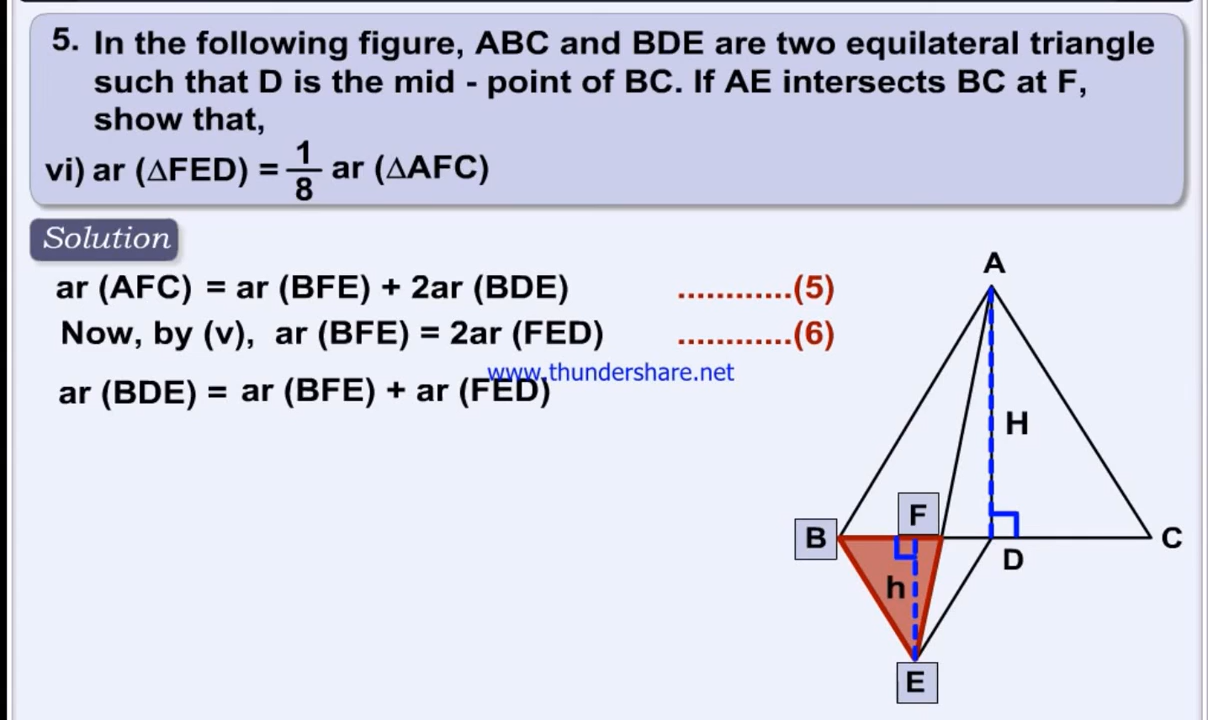 5. In the following figure, ABC and BDE are two equilateral triangle
such that D is the mid - point of BC. If AE intersects BC at F,
show that,
vi) ar (∆FED) = 1/8 ar (∆AFC)
Solution
ar (AFC) = ar (BFE) + 2ar (BDE) ............(5)
Now, by (v), ar (BFE) = 2ar (FED) ............(6)
www.thundershare.net
ar (BDE) = ar (BFE) + ar (FED)
A
H
F
B
C
D
h
E